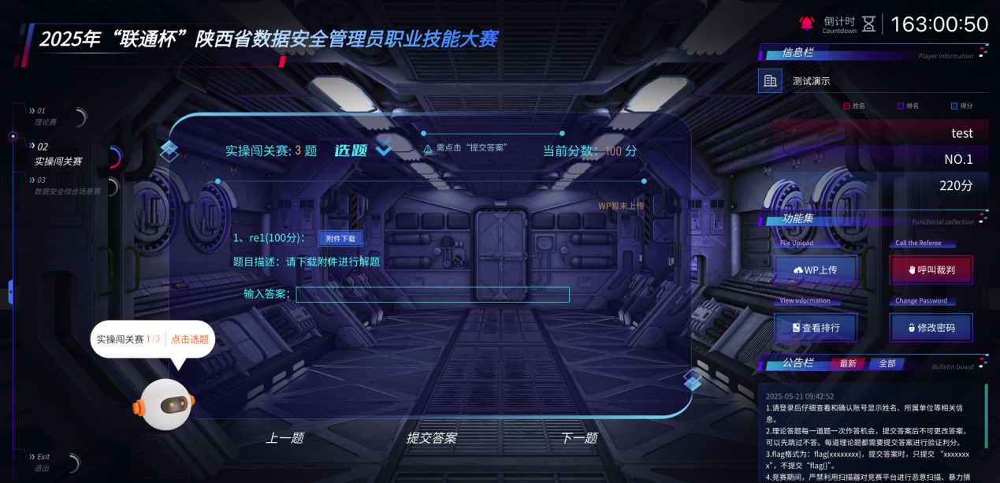 2025年“联通杯”陕西省数据安全管理员职业技能大赛
倒计时
Countdown
163:00:50
信息栏
Player information
测试演示
姓名 排名 得分
test
NO.1
220分
01
理论赛
02
实操闯关赛
03
数据安全综合场景赛
实操闯关赛: 3 题 选题
需点击“提交答案”
当前分数: 100 分
WP暂未上传
1、re1(100分): 附件下载
题目描述: 请下载附件进行解题
输入答案:
上一题 提交答案 下一题
实操闯关赛 1/3 点击选题
Exit
退出
功能集
Functional collection
File Upload Call the Referee
WP上传 呼叫裁判
View Information Change Password
查看排行 修改密码
公告栏 最新 全部
Bulletin board
2025-05-21 09:42:52
1.请登录后仔细查看和确认账号显示姓名、所属单位等相关信
息。
2.理论答题每一道题一次作答机会，提交答案后不可更改答案，
可以先跳过不答。每道理论题都需要提交答案进行验证判分。
3.flag格式为：flag{xxxxxxxx}，提交答案时，只提交 “xxxxxxx
x”，不提交“flag{}”。
4.竞赛期间，严禁利用扫描器对竞赛平台进行恶意扫描、暴力猜